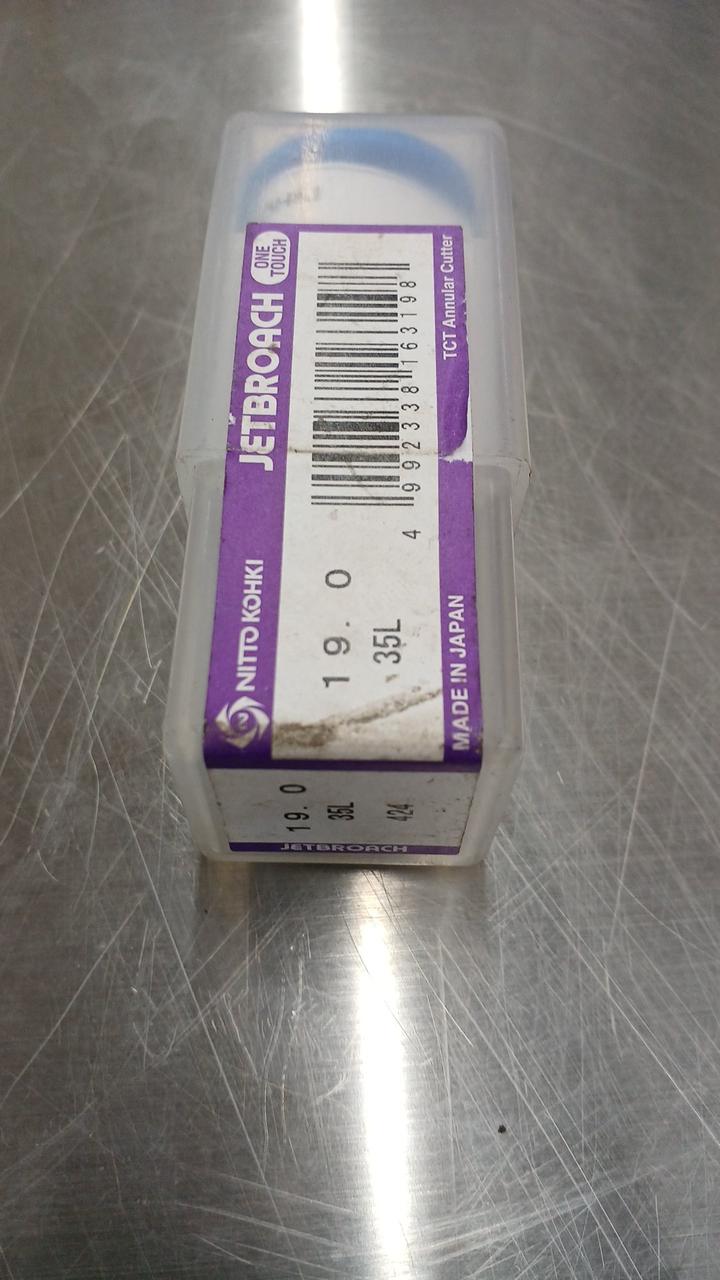 JETBROACH ONE TOUCH
NITTO KOHKI
TCT Annular Cutter
4 992338 163198
19. 0
35L
MADE IN JAPAN
19. 0
35L
424
JETBROACH